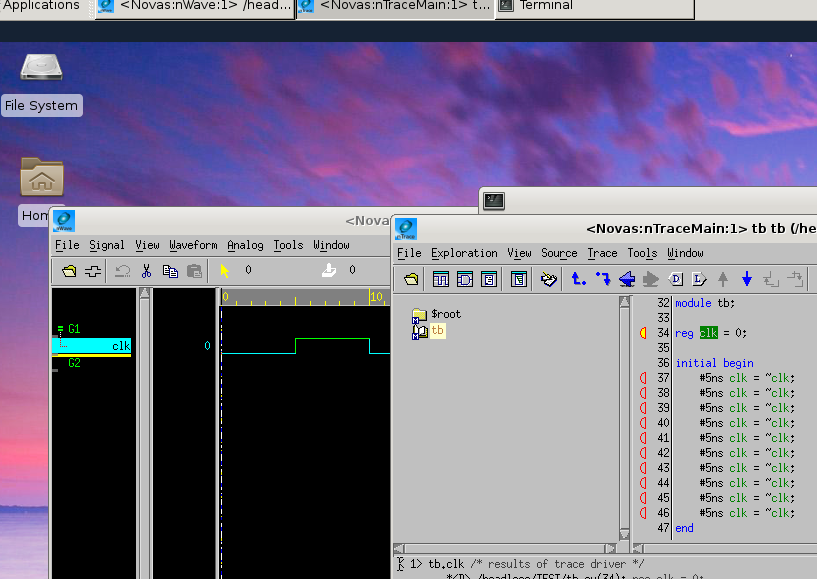 Applications
<Novas:nWave:1> /head...
<Novas:nTraceMain:1> t...
Terminal
File System
Hom
<Nova
File Signal View Waveform Analog Tools Window
0
0
0
10
G1
clk
0
G2
<Novas:nTraceMain:1> tb tb (/he
File Exploration View Source Trace Tools Window
D L
$root
tb
32 module tb;
33
34 reg clk = 0;
35
36 initial begin
37 #5ns clk = ~clk;
38 #5ns clk = ~clk;
39 #5ns clk = ~clk;
40 #5ns clk = ~clk;
41 #5ns clk = ~clk;
42 #5ns clk = ~clk;
43 #5ns clk = ~clk;
44 #5ns clk = ~clk;
45 #5ns clk = ~clk;
46 #5ns clk = ~clk;
47 end
1> tb.clk /* results of trace driver */
reg clk = 0;